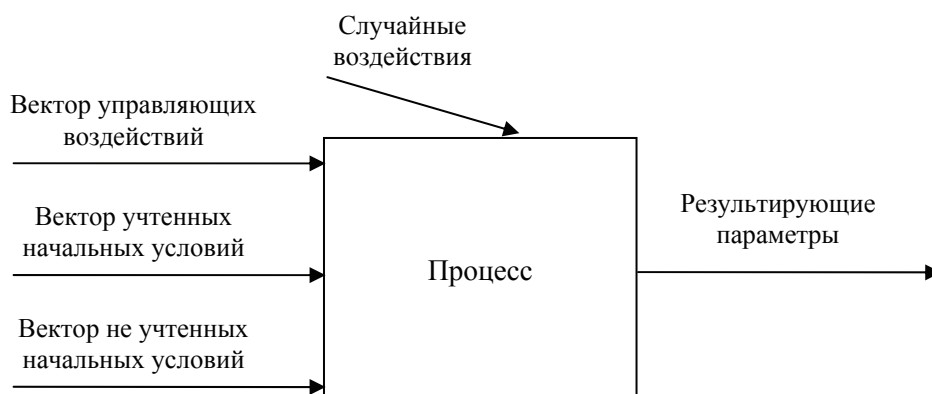 Случайные
воздействия
Вектор управляющих
воздействий
Вектор учтенных
начальных условий
Результирующие
параметры
Процесс
Вектор не учтенных
начальных условий